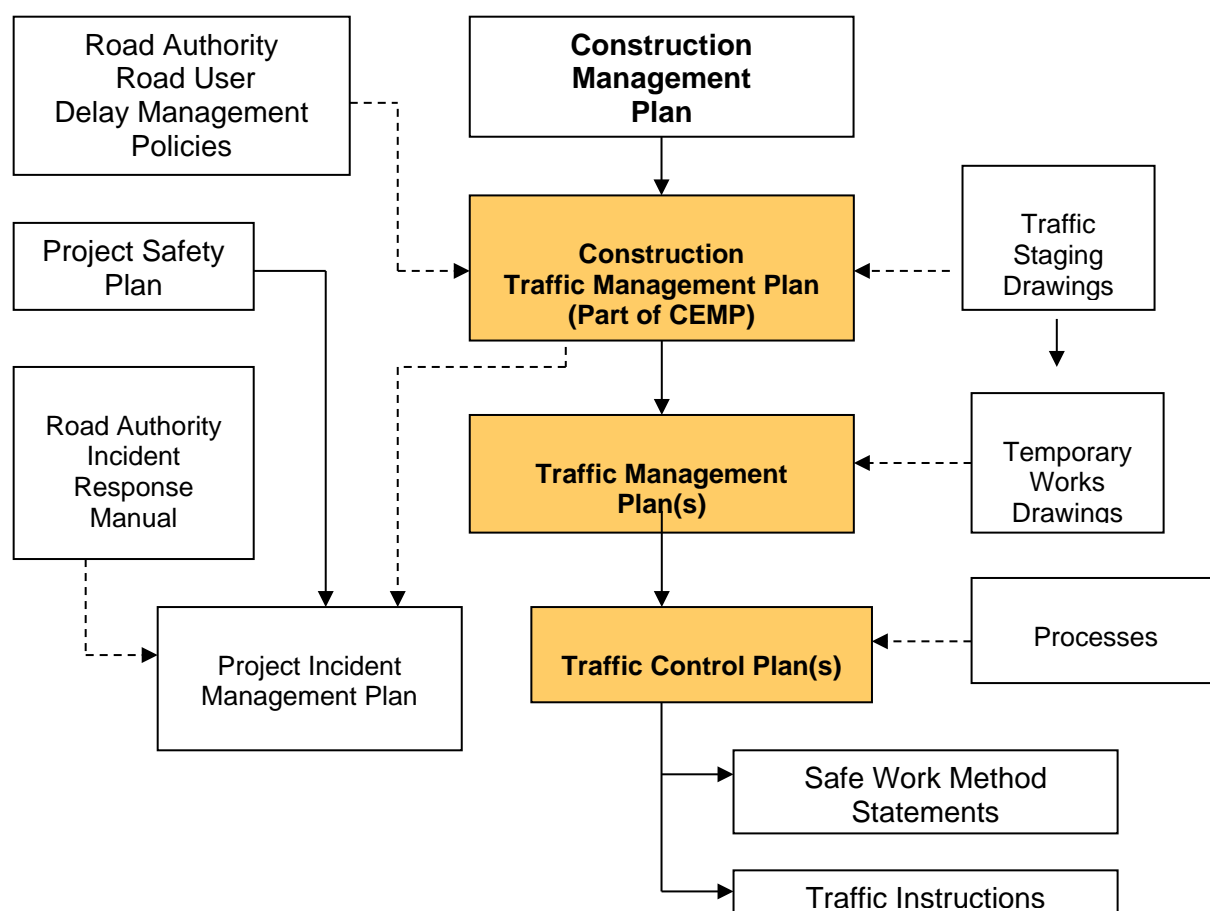 Road Authority
Road User
Delay Management
Policies
Construction
Management
Plan
Project Safety
Plan
Construction
Traffic Management Plan
(Part of CEMP)
Traffic
Staging
Drawings
Road Authority
Incident
Response
Manual
Traffic Management
Plan(s)
Temporary
Works
Drawings
Project Incident
Management Plan
Traffic Control Plan(s)
Processes
Safe Work Method
Statements
Traffic Instructions